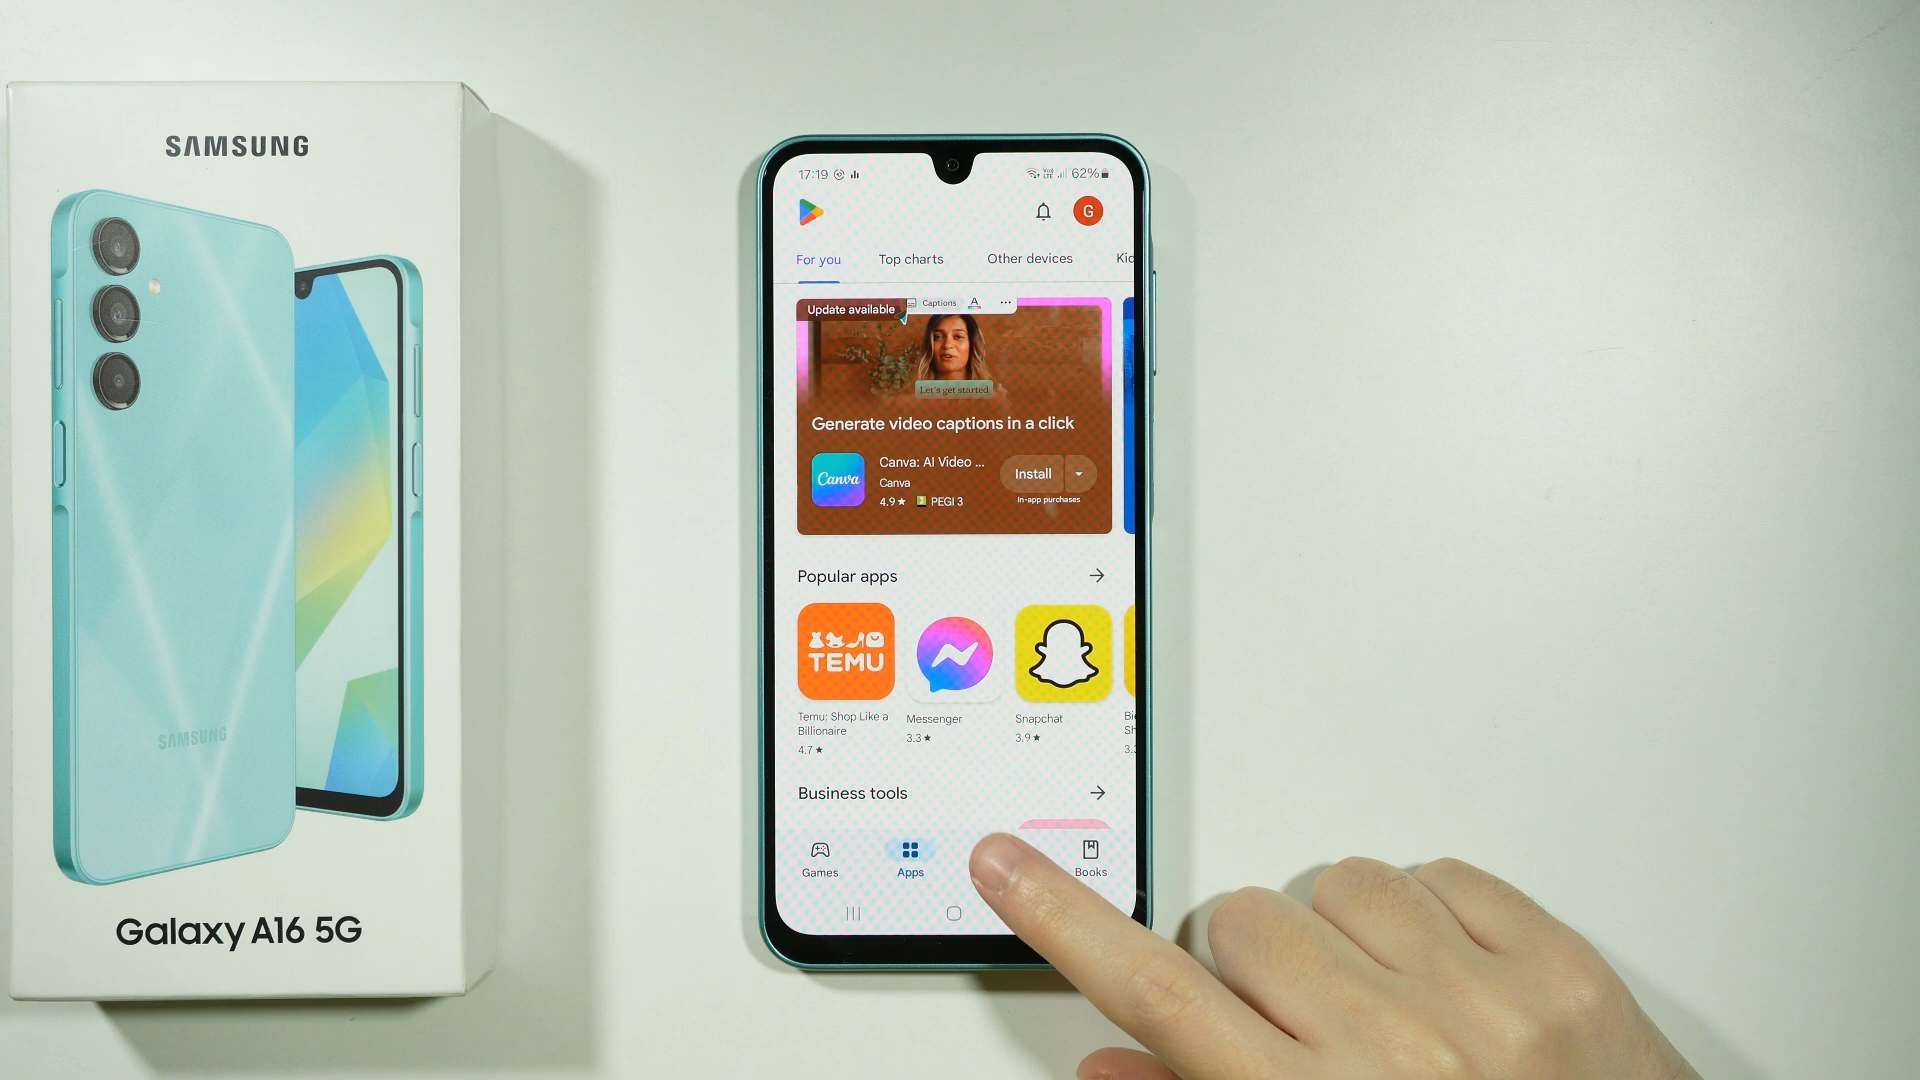 SAMSUNG
SAMSUNG
Galaxy A16 5G
17:19
62%
G
For you
Top charts
Other devices
Update available
Captions
A
Let's get started
Generate video captions in a click
Canva
Canva: AI Video ...
Canva
4.9★
3
PEGI 3
Install
In-app purchases
Popular apps
TEMU
Temu: Shop Like a
Billionaire
4.7★
Messenger
3.3★
Snapchat
3.9★
Business tools
Games
Apps
Books